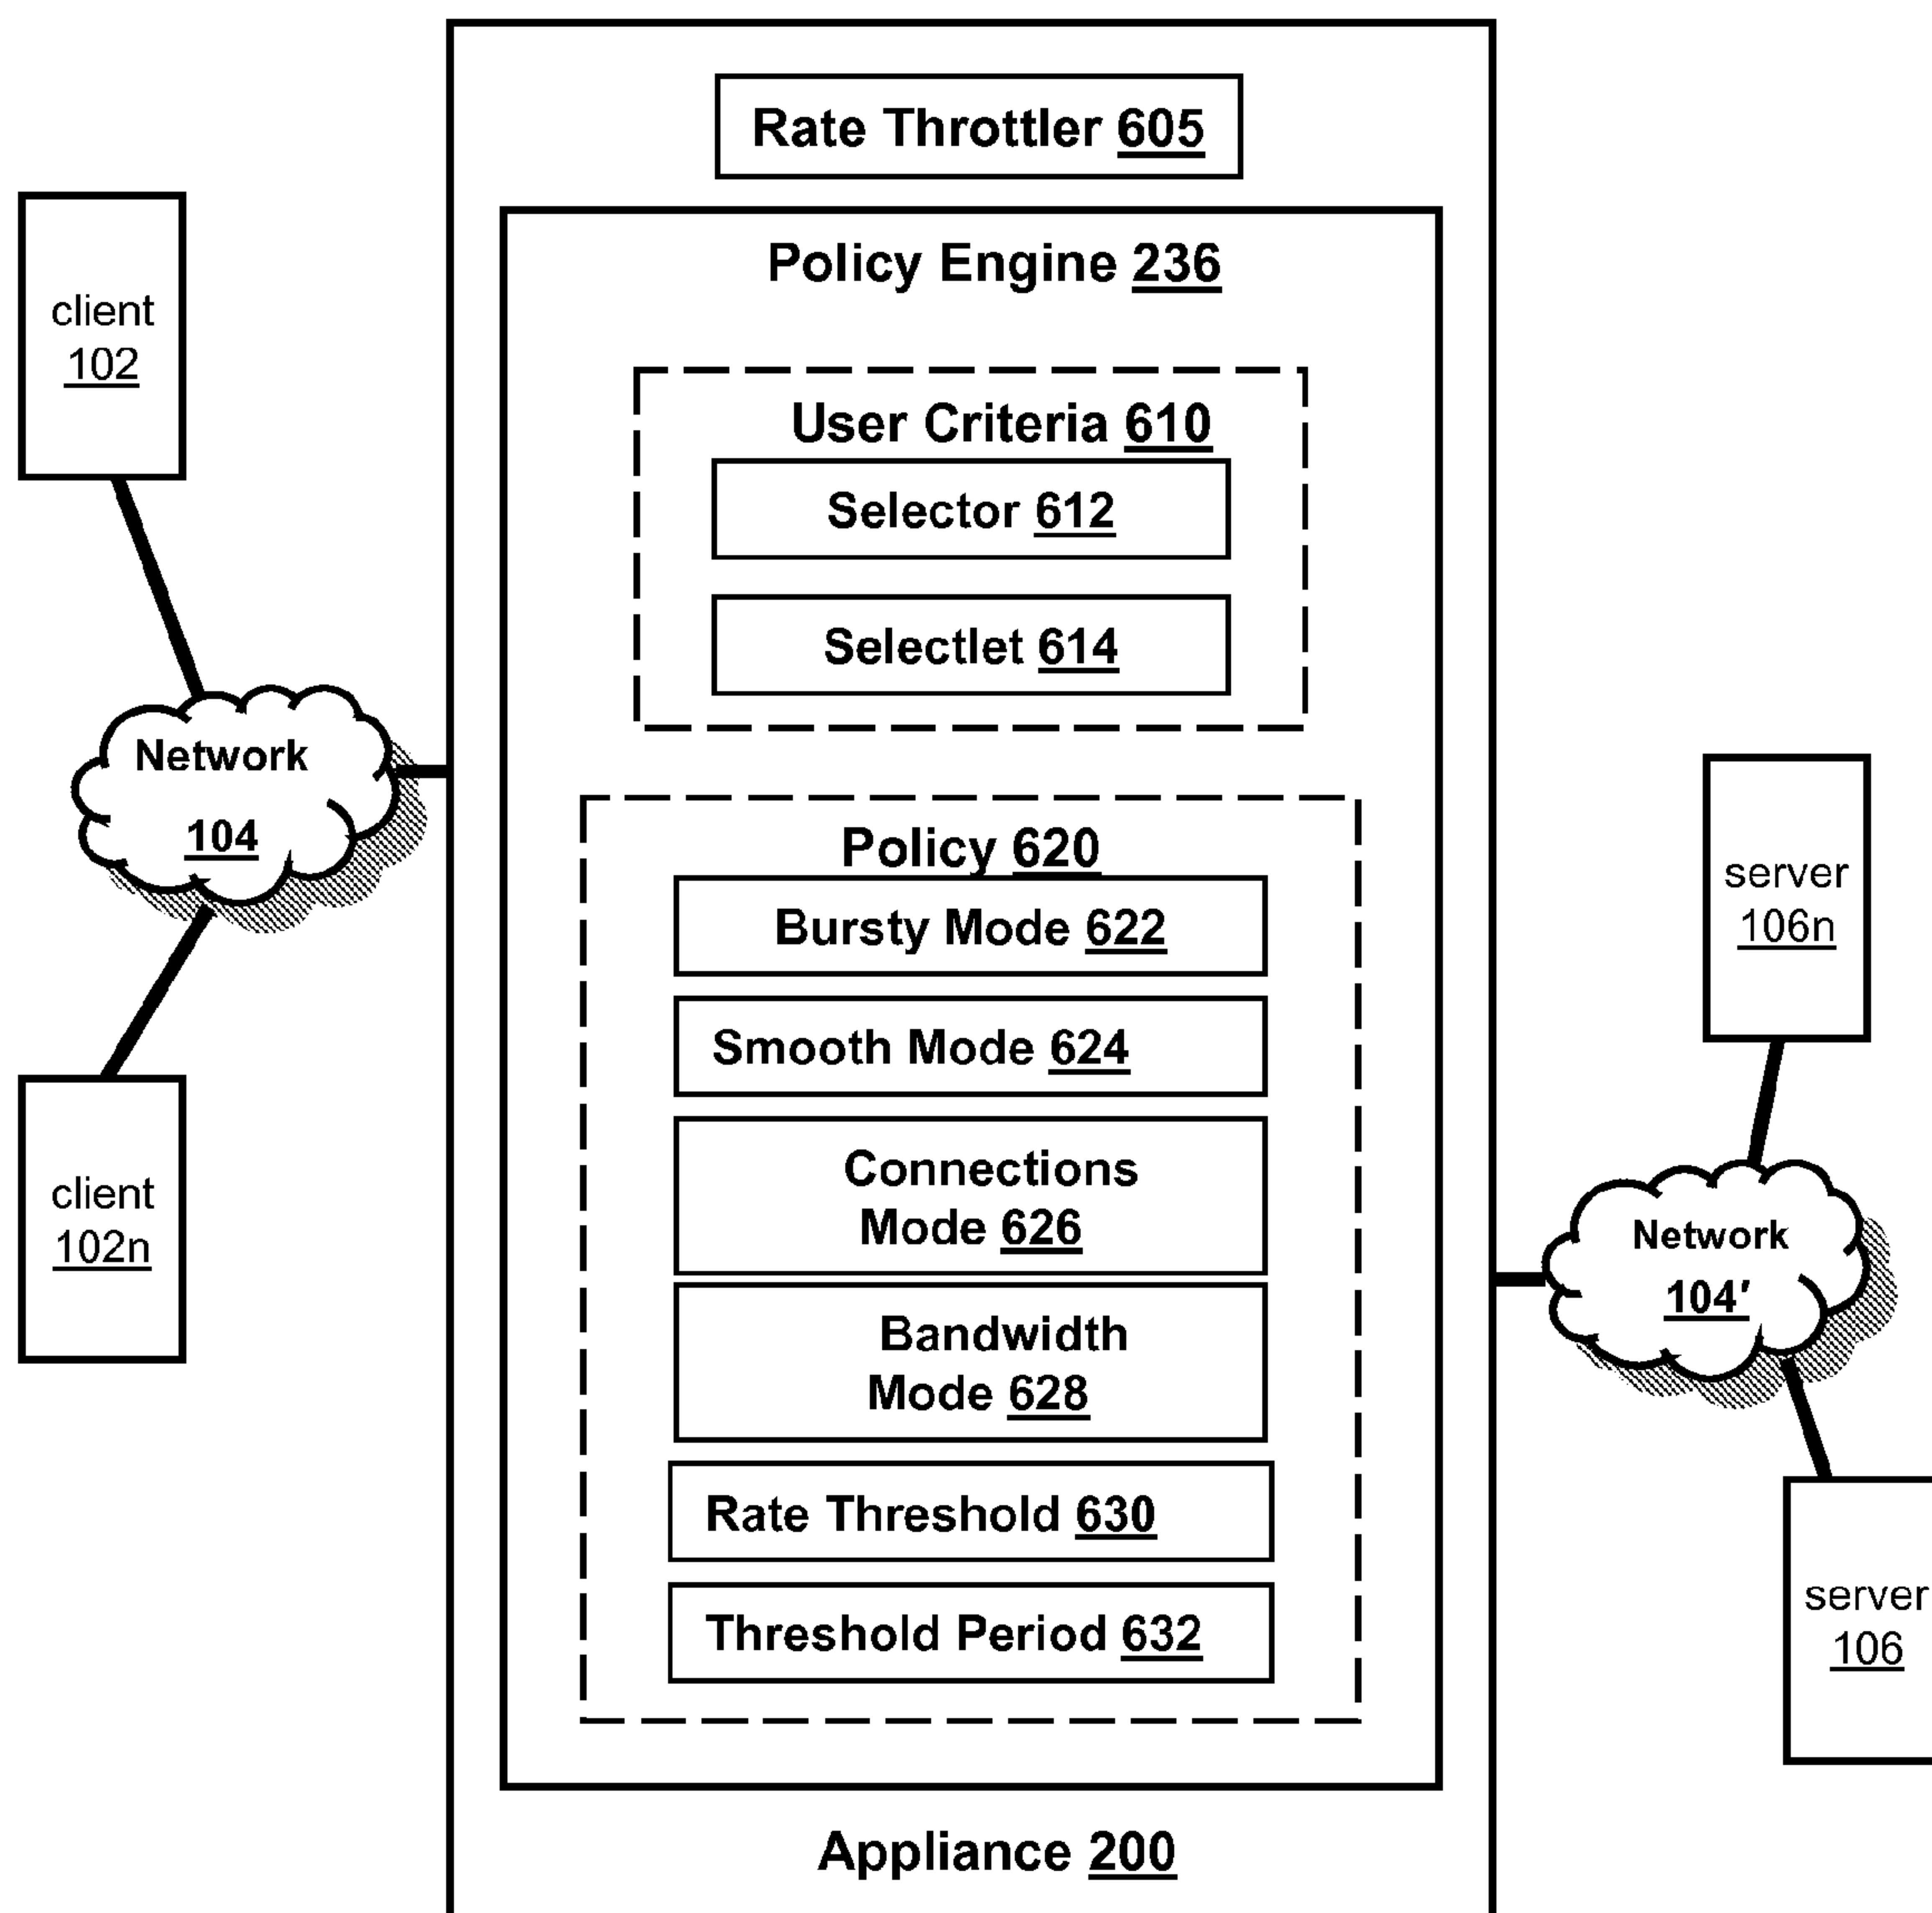 Rate Throttler 605
Policy Engine 236
client
102
User Criteria 610
Selector 612
Selectlet 614
Network
104
Policy 620
Bursty Mode 622
Smooth Mode 624
Connections
Mode 626
Bandwidth
Mode 628
Rate Threshold 630
Threshold Period 632
client
102n
server
106n
Network
104'
server
106
Appliance 200